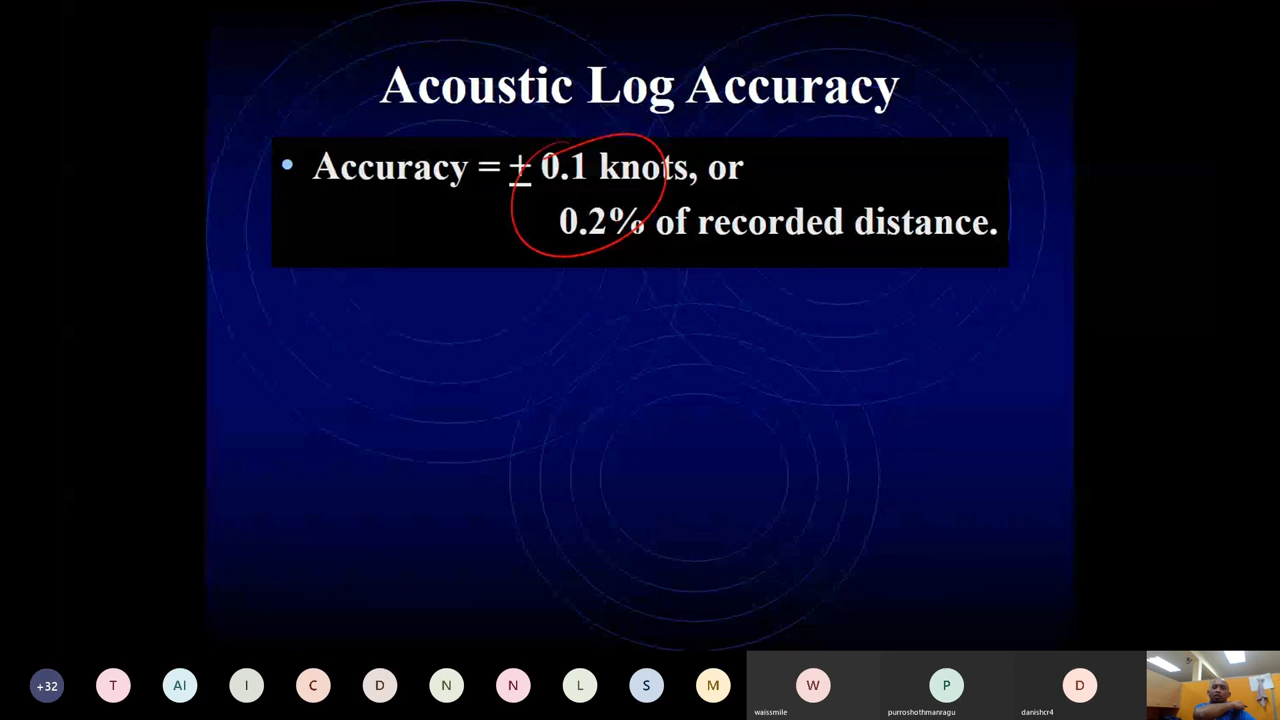 Acoustic Log Accuracy
• Accuracy = ± 0.1 knots, or
0.2% of recorded distance.
+32 T AI I C D N N L S M W P D
waissmile purroshothmanragu danishcr4